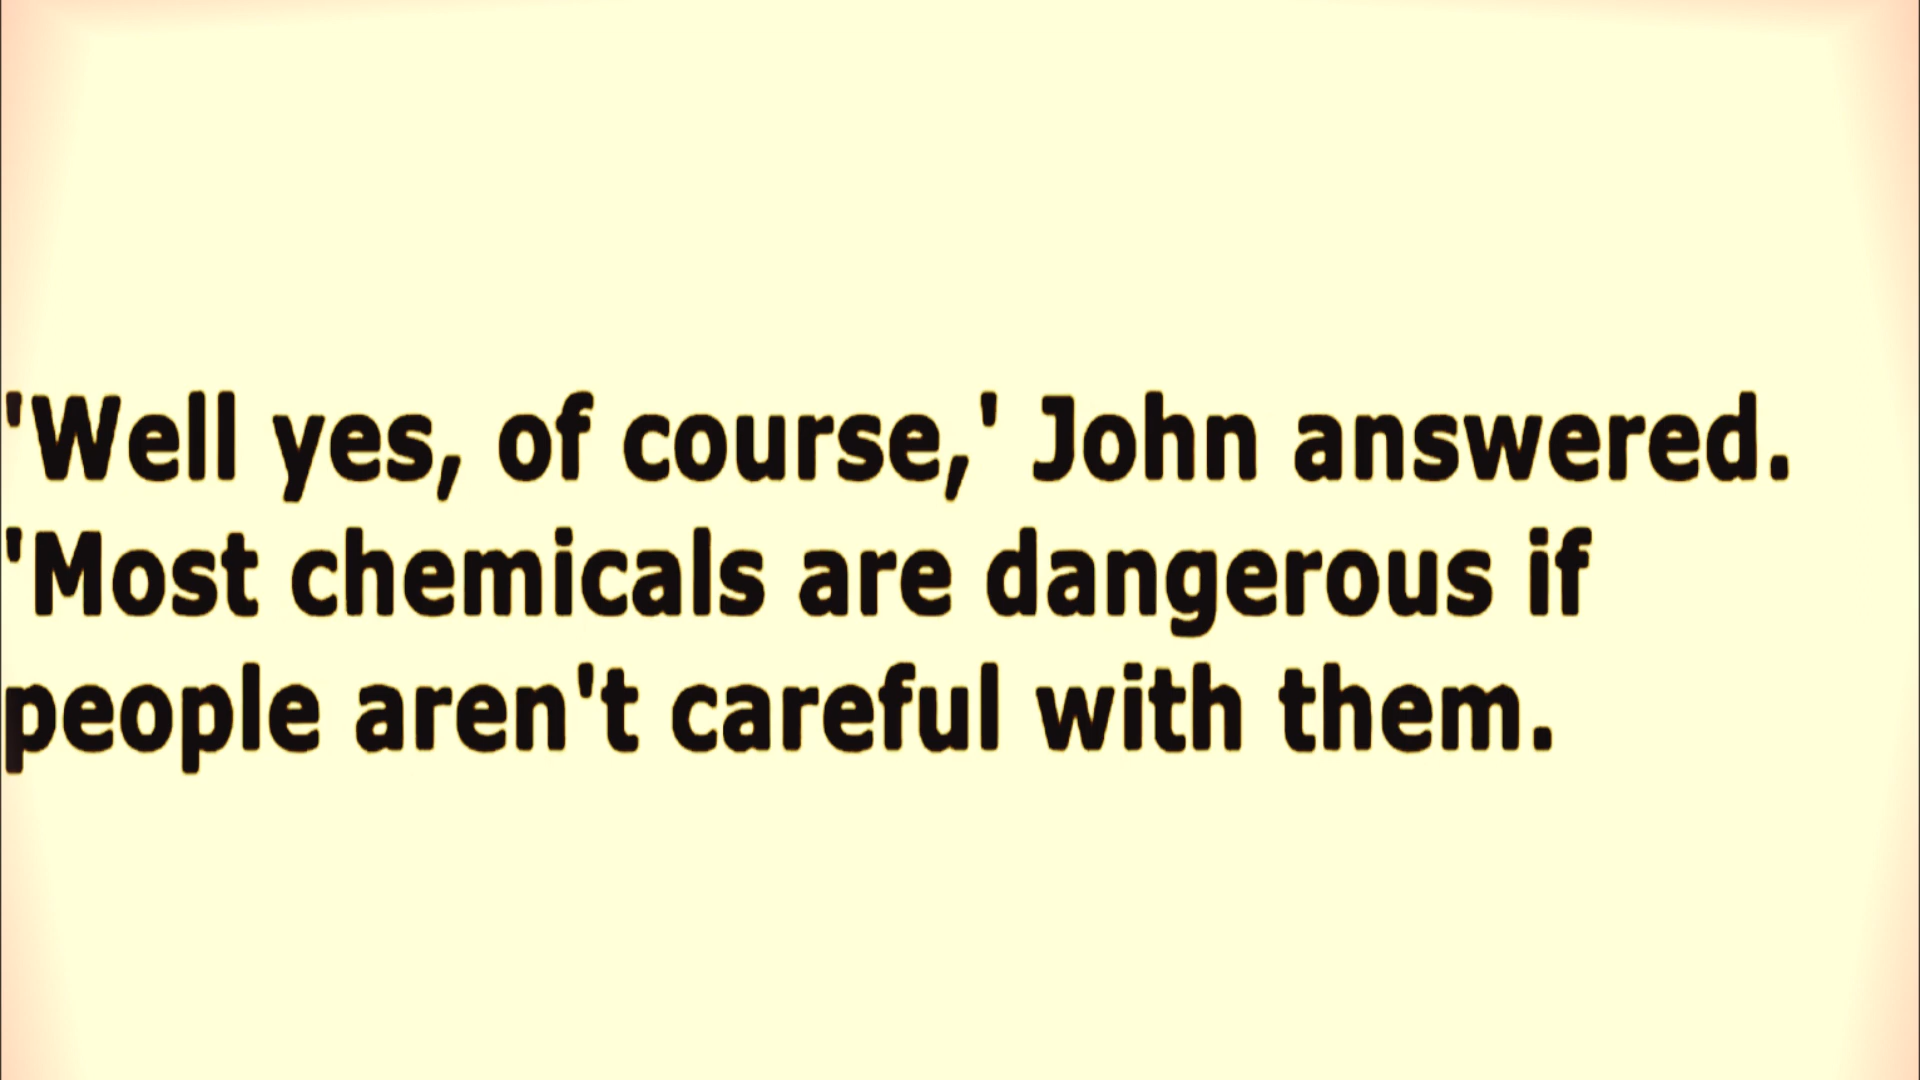 'Well yes, of course,' John answered.
'Most chemicals are dangerous if
people aren't careful with them.